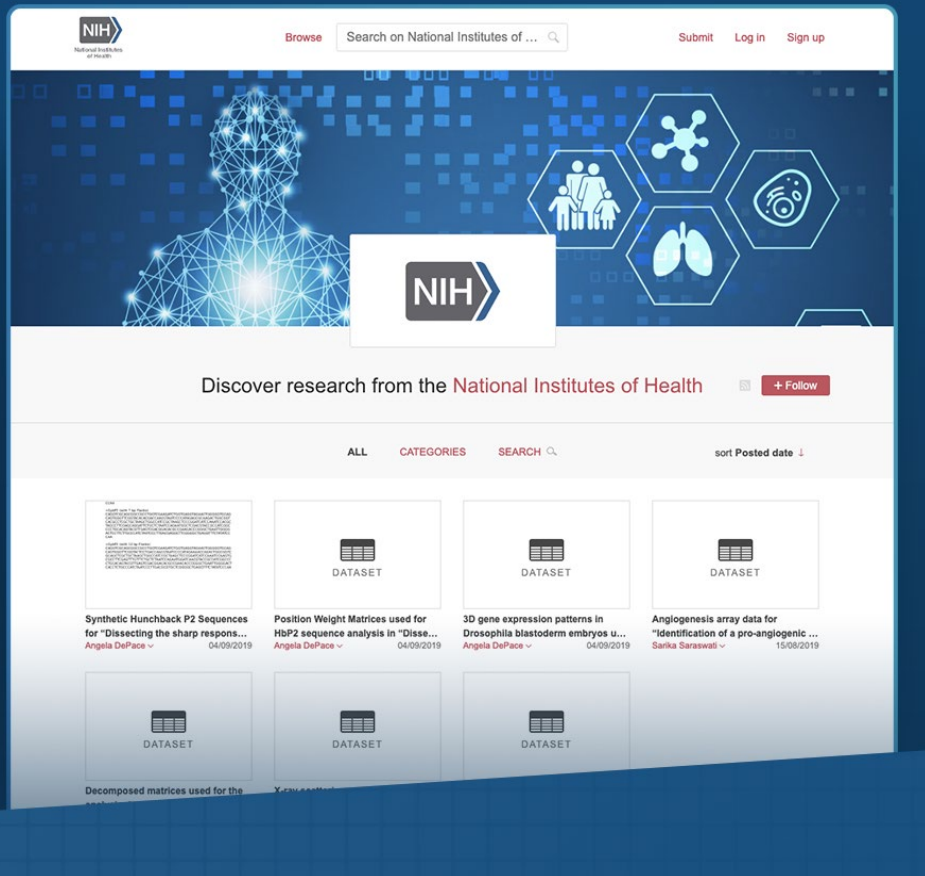 NIH
National Institutes
of Health
Browse
Search on National Institutes of ...
Submit
Log in
Sign up
NIH
Discover research from the National Institutes of Health
+ Follow
ALL
CATEGORIES
SEARCH
sort Posted date ↓
DATASET
DATASET
DATASET
Synthetic Hunchback P2 Sequences
for “Dissecting the sharp respons...
Angela DePace
04/09/2019
Position Weight Matrices used for
HbP2 sequence analysis in “Disse...
Angela DePace
04/09/2019
3D gene expression patterns in
Drosophila blastoderm embryos u...
Angela DePace
04/09/2019
Angiogenesis array data for
“Identification of a pro-angiogenic ...
Sarika Saraswati
15/08/2019
DATASET
DATASET
DATASET
Decomposed matrices used for the
X-ray